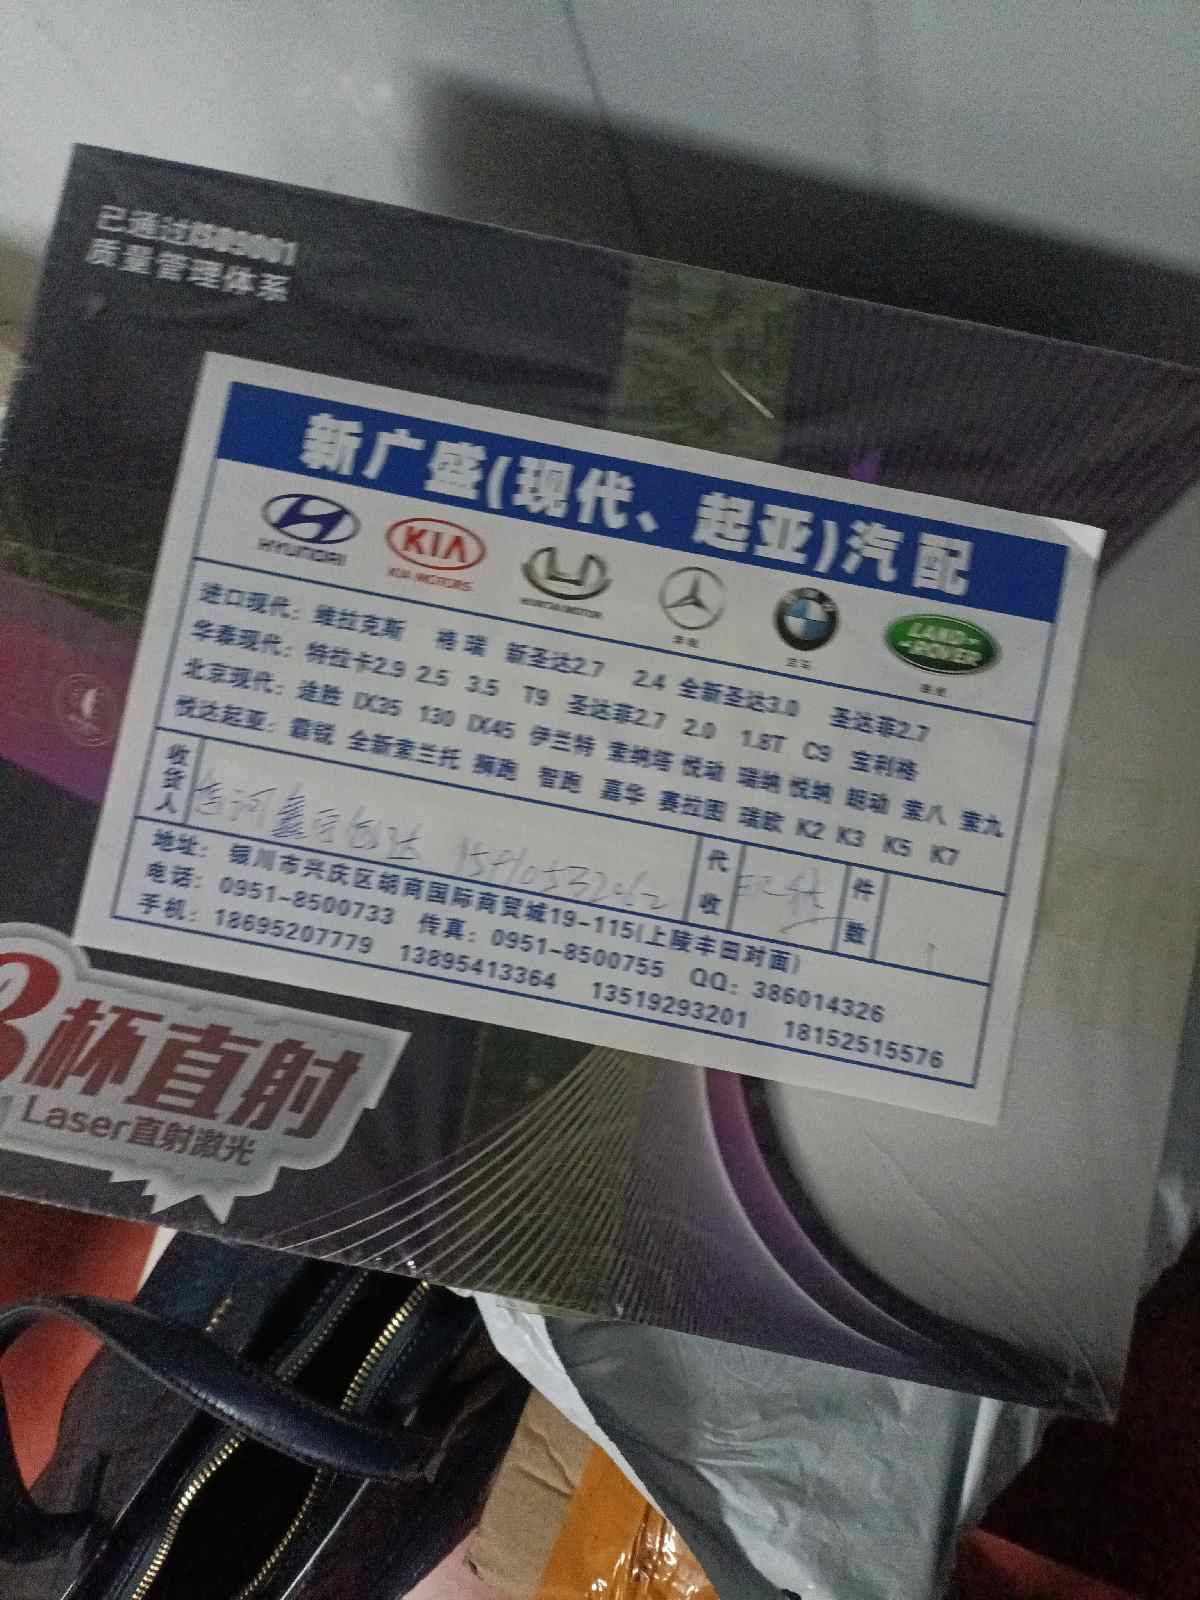 已通过ISO9001
质量管理体系
新广盛(现代、起亚)汽配
HYUNDAI
KIA
KIA MOTORS
LAND-
-ROVER
进口现代：维拉克斯 格瑞 新圣达2.7 2.4 全新圣达3.0 圣达菲2.7
华泰现代：特拉卡2.9 2.5 3.5 T9 圣达菲2.7 2.0 1.8T C9 宝利格
北京现代：途胜 IX35 130 IX45 伊兰特 索纳塔 悦动 瑞纳 悦纳 朗动 索八 索九
悦达起亚：霸锐 全新索兰托 狮跑 智跑 嘉华 赛拉图 瑞欧 K2 K3 K5 K7
收货人
代收
现铁
件数
1
地址：银川市兴庆区胡商国际商贸城19-115(上陵丰田对面)
电话：0951-8500733 传真：0951-8500755 QQ：386014326
手机：18695207779 13895413364 13519293201 18152515576
杯直射
Laser直射激光